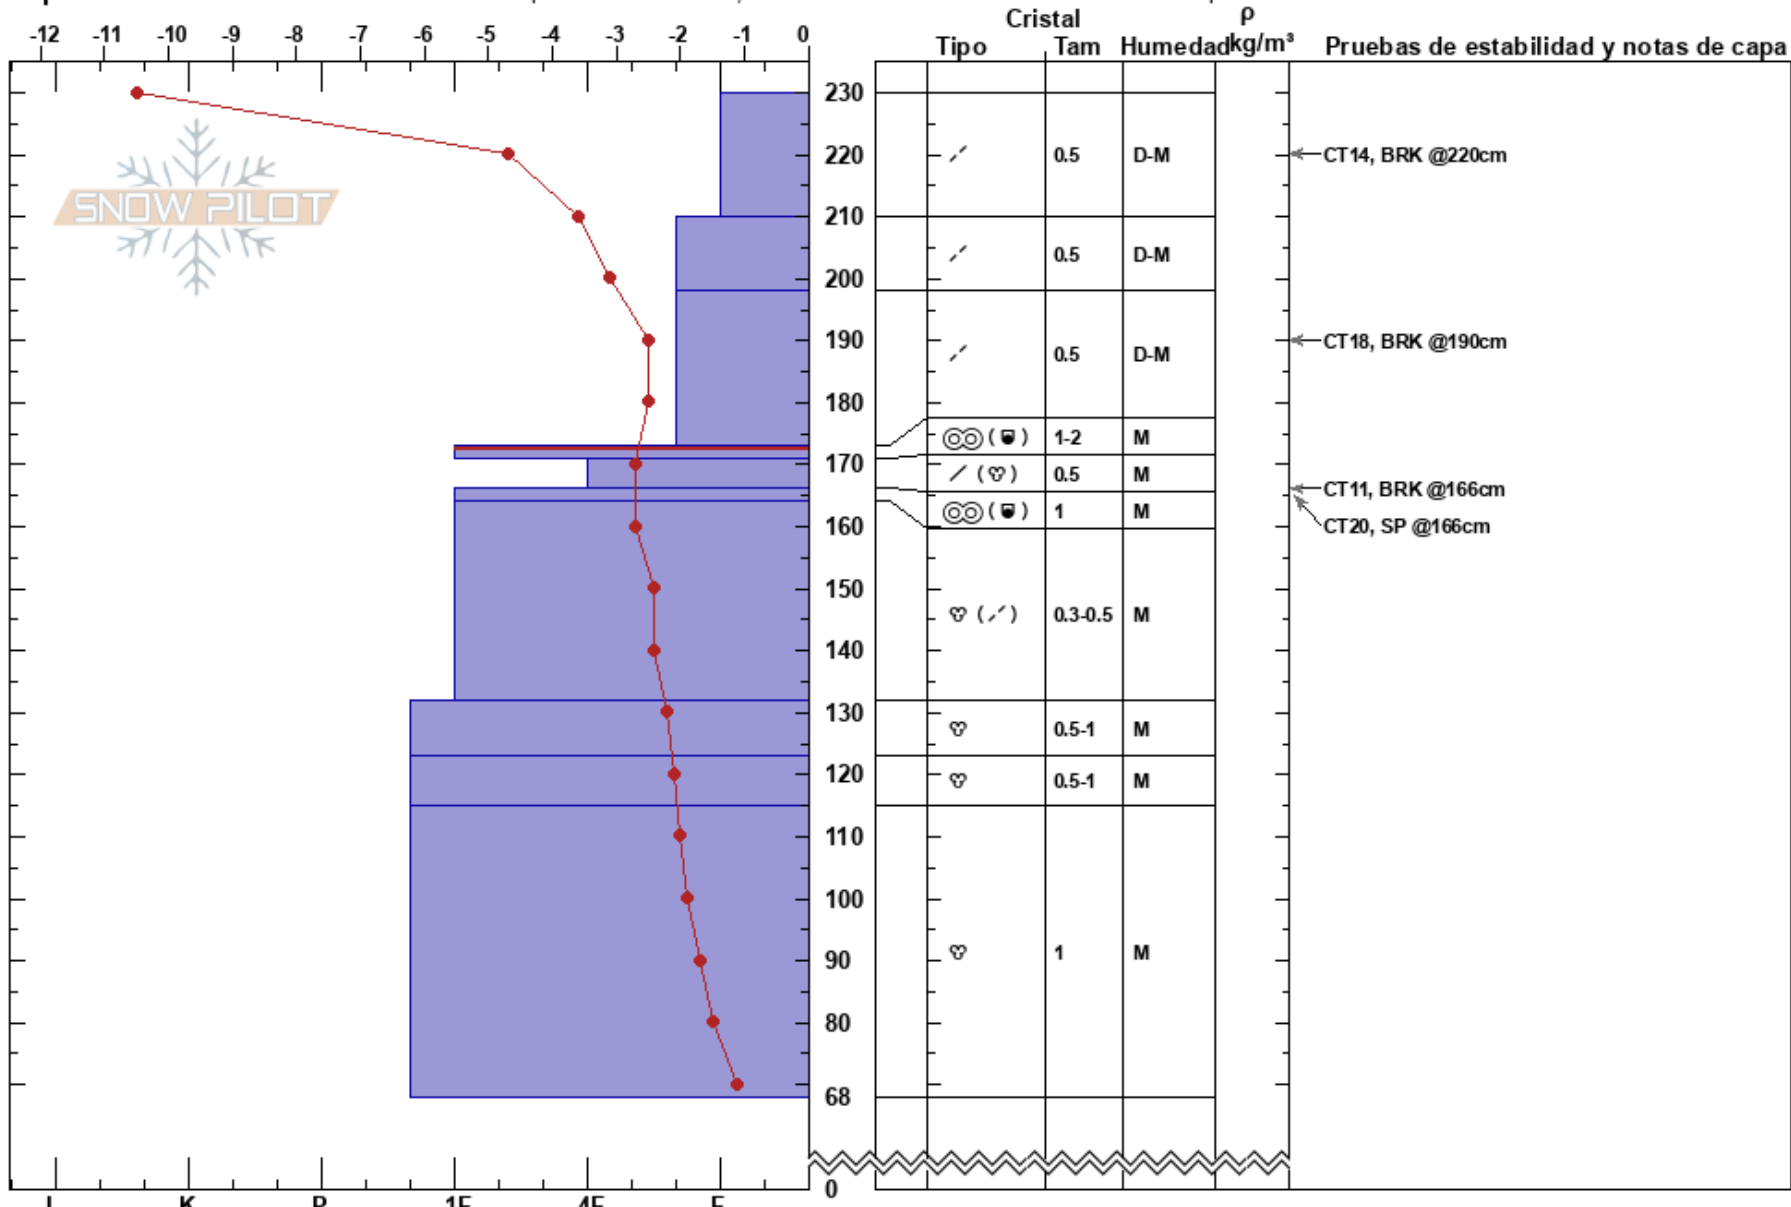 Cristal ρ
-12 -11 -10 -9 -8 -7 -6 -5 -4 -3 -2 -1 0
Tipo Tam Humedad kg/m³ Pruebas de estabilidad y notas de capa
230
220 0.5 D-M CT14, BRK @220cm
SNOW PILOT
210
200 0.5 D-M
190 CT18, BRK @190cm
0.5 D-M
180
( ) 1-2 M
170 ( ) 0.5 M
CT11, BRK @166cm
( ) 1 M
160 CT20, SP @166cm
150
( ) 0.3-0.5 M
140
130
0.5-1 M
120 0.5-1 M
110
100
90 1 M
80
68
0
I K P 1F 4F F